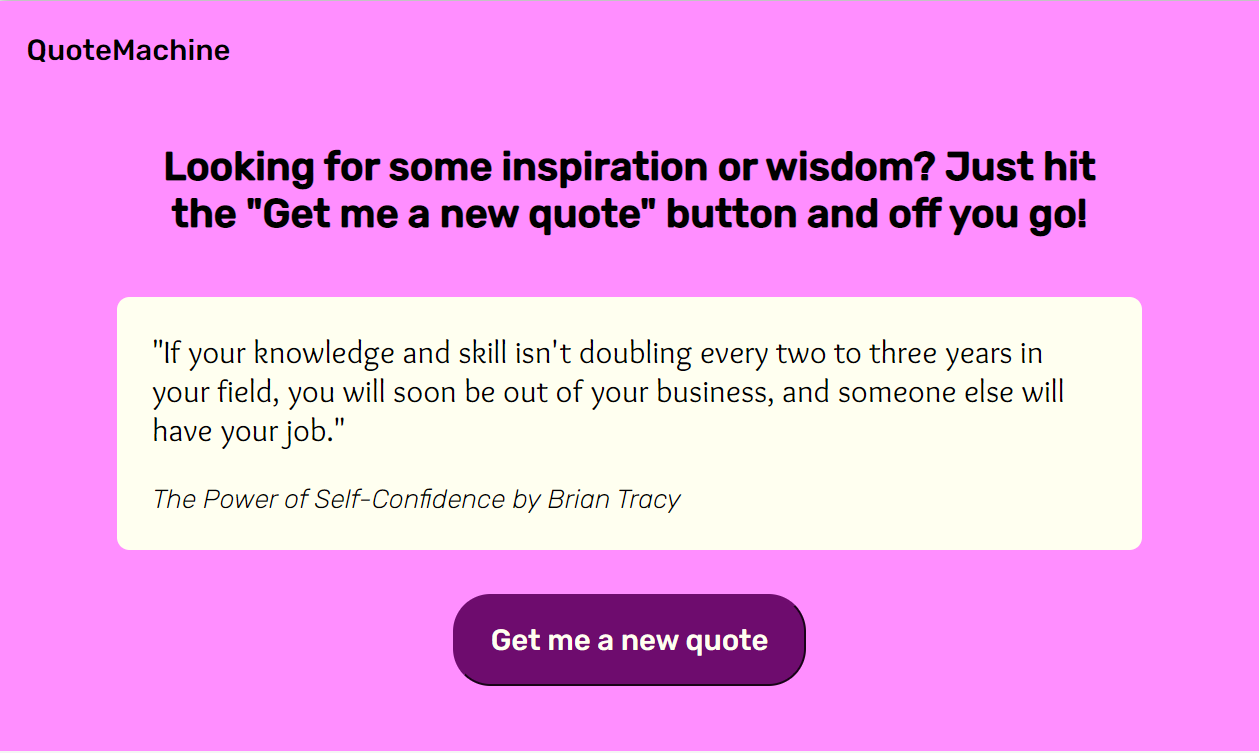 QuoteMachine
Looking for some inspiration or wisdom? Just hit
the "Get me a new quote" button and off you go!
"If your knowledge and skill isn't doubling every two to three years in
your field, you will soon be out of your business, and someone else will
have your job."
The Power of Self-Confidence by Brian Tracy
Get me a new quote